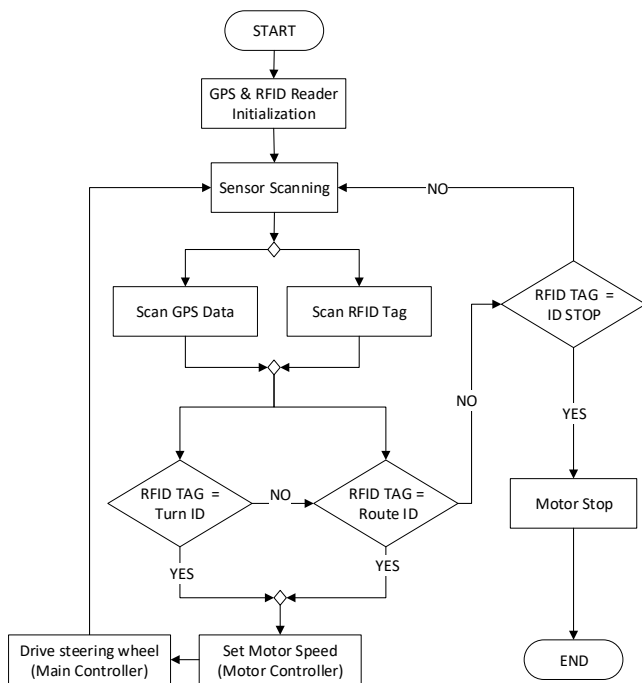 START
GPS & RFID Reader
Initialization
Sensor Scanning
NO
Scan GPS Data
Scan RFID Tag
RFID TAG =
ID STOP
NO
YES
RFID TAG =
Turn ID
NO
RFID TAG =
Route ID
Motor Stop
YES
YES
Drive steering wheel
(Main Controller)
Set Motor Speed
(Motor Controller)
END